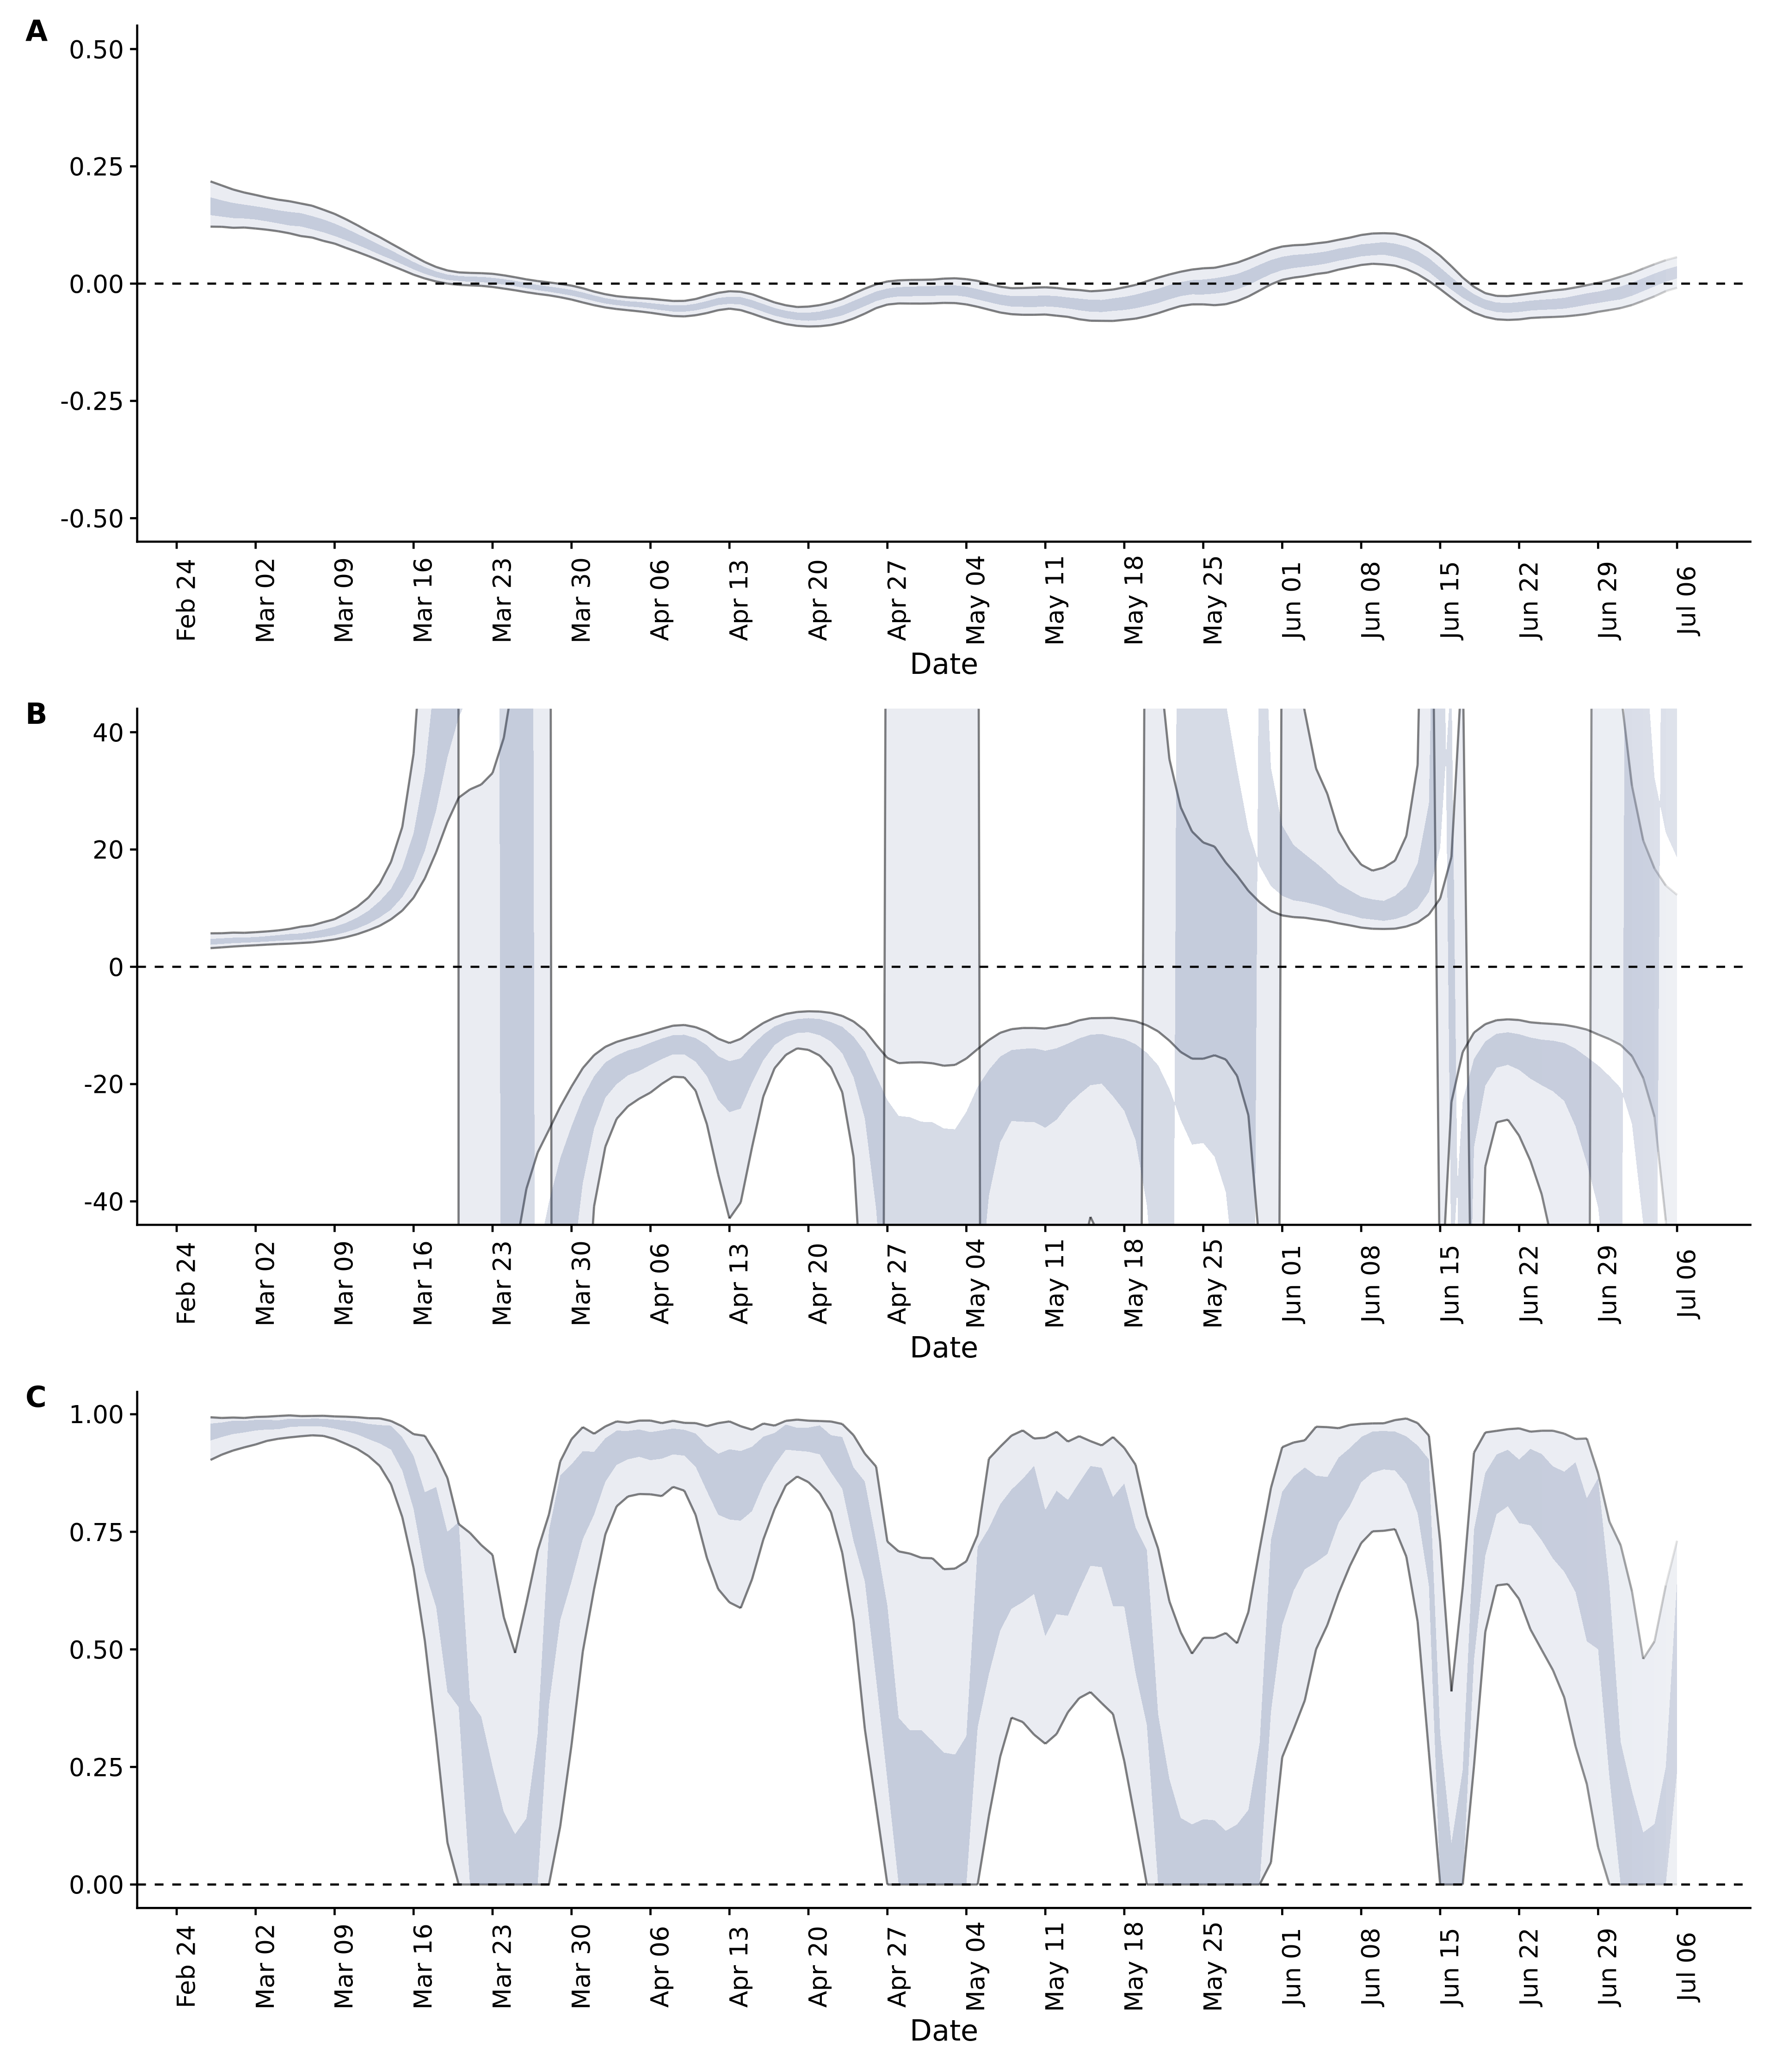 A
0.50
0.25
0.00
-0.25
-0.50
Feb 24
Mar 02
Mar 09
Mar 16
Mar 23
Mar 30
Apr 06
Apr 13
Apr 20
Apr 27
May 04
May 11
May 18
May 25
Jun 01
Jun 08
Jun 15
Jun 22
Jun 29
Jul 06
Date
B
40
20
0
-20
-40
Feb 24
Mar 02
Mar 09
Mar 16
Mar 23
Mar 30
Apr 06
Apr 13
Apr 20
Apr 27
May 04
May 11
May 18
May 25
Jun 01
Jun 08
Jun 15
Jun 22
Jun 29
Jul 06
Date
C
1.00
0.75
0.50
0.25
0.00
Feb 24
Mar 02
Mar 09
Mar 16
Mar 23
Mar 30
Apr 06
Apr 13
Apr 20
Apr 27
May 04
May 11
May 18
May 25
Jun 01
Jun 08
Jun 15
Jun 22
Jun 29
Jul 06
Date